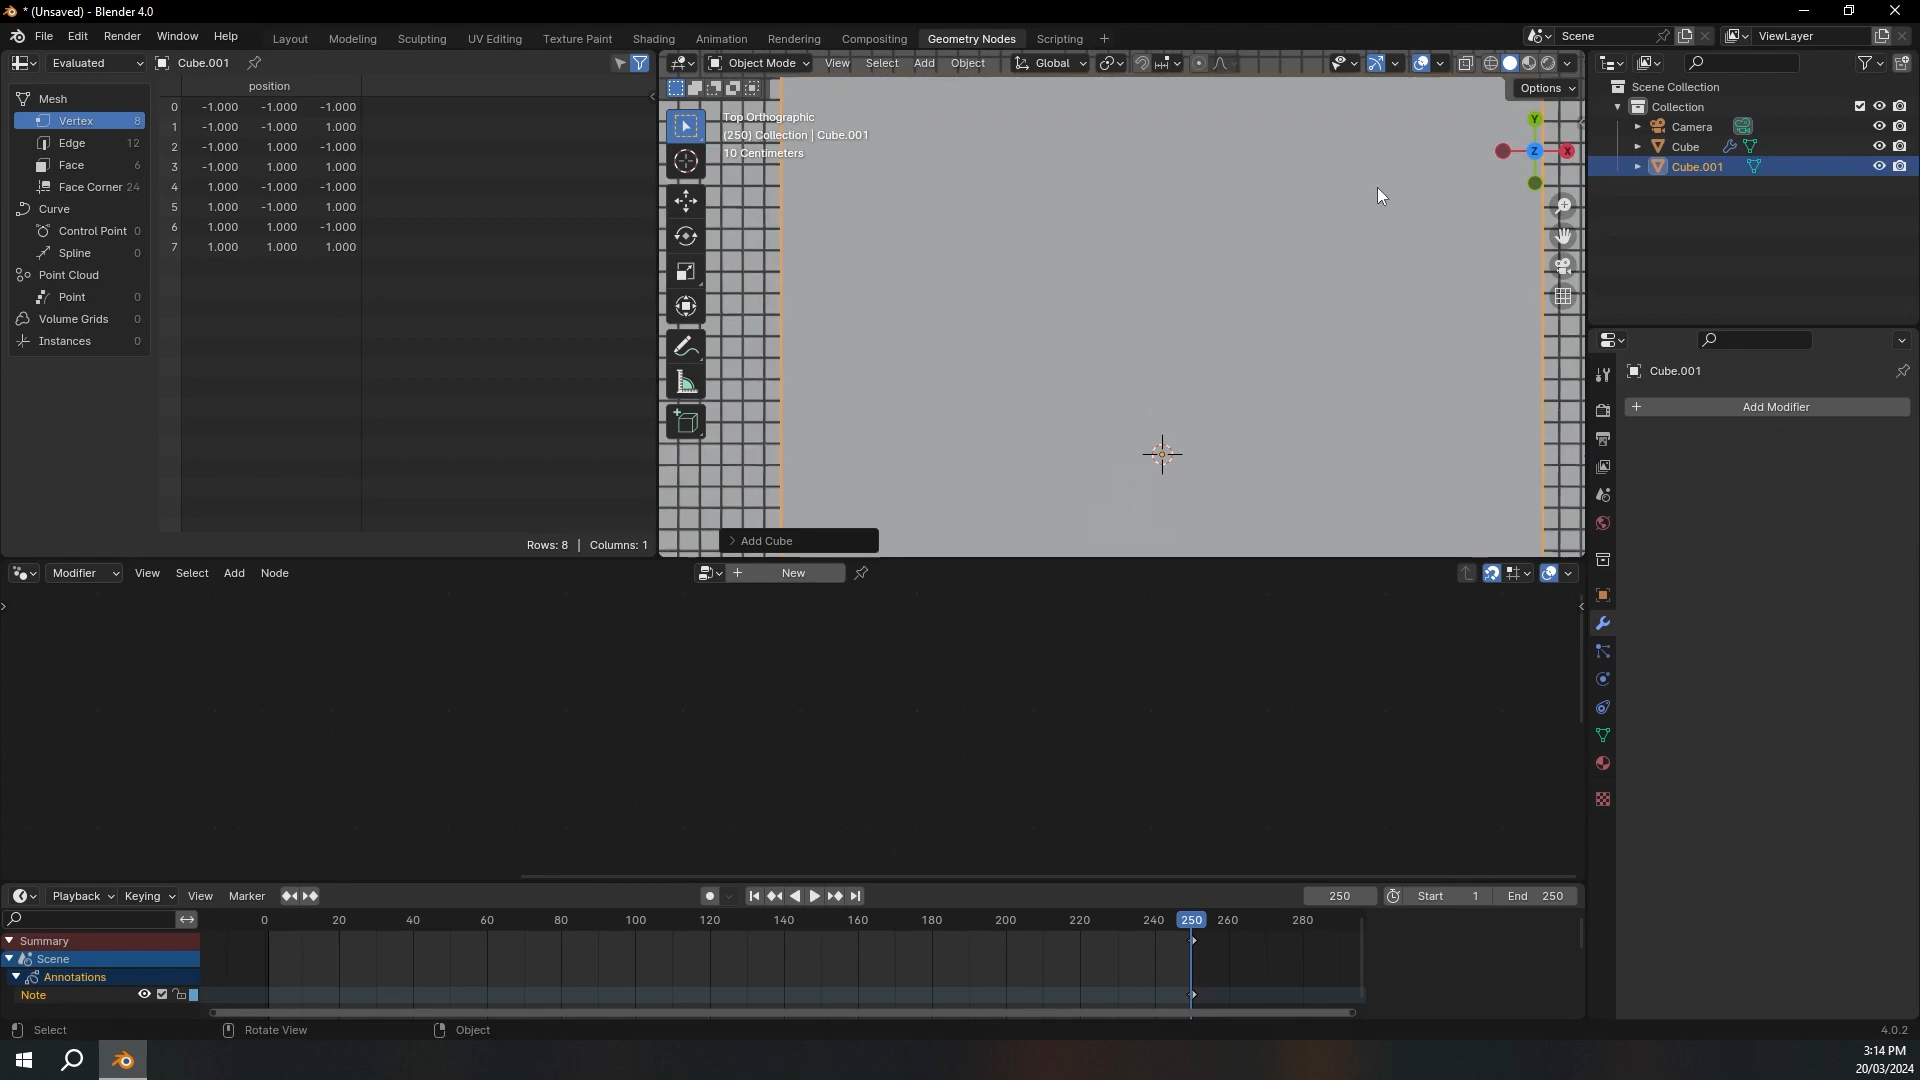 * (Unsaved) - Blender 4.0
File Edit Render Window Help Layout Modeling Sculpting UV Editing Texture Paint Shading Animation Rendering Compositing Geometry Nodes Scripting + Scene ViewLayer
Evaluated Cube.001 Object Mode View Select Add Object Global
Options
position
Mesh
Vertex 8
Edge 12
Face 6
Face Corner 24
Curve
Control Point 0
Spline 0
Point Cloud
Point 0
Volume Grids 0
Instances 0
0 -1.000 -1.000 -1.000
1 -1.000 -1.000 1.000
2 -1.000 1.000 -1.000
3 -1.000 1.000 1.000
4 1.000 -1.000 -1.000
5 1.000 -1.000 1.000
6 1.000 1.000 -1.000
7 1.000 1.000 1.000
Rows: 8 | Columns: 1
Top Orthographic
(250) Collection | Cube.001
10 Centimeters
Y
Z X
Add Cube
Scene Collection
Collection
Camera
Cube
Cube.001
Cube.001
+ Add Modifier
Modifier View Select Add Node + New
Playback Keying View Marker 250 Start 1 End 250
0 20 40 60 80 100 120 140 160 180 200 220 240 250 260 280
Summary
Scene
Annotations
Note
Select Rotate View Object 4.0.2
3:14 PM
20/03/2024